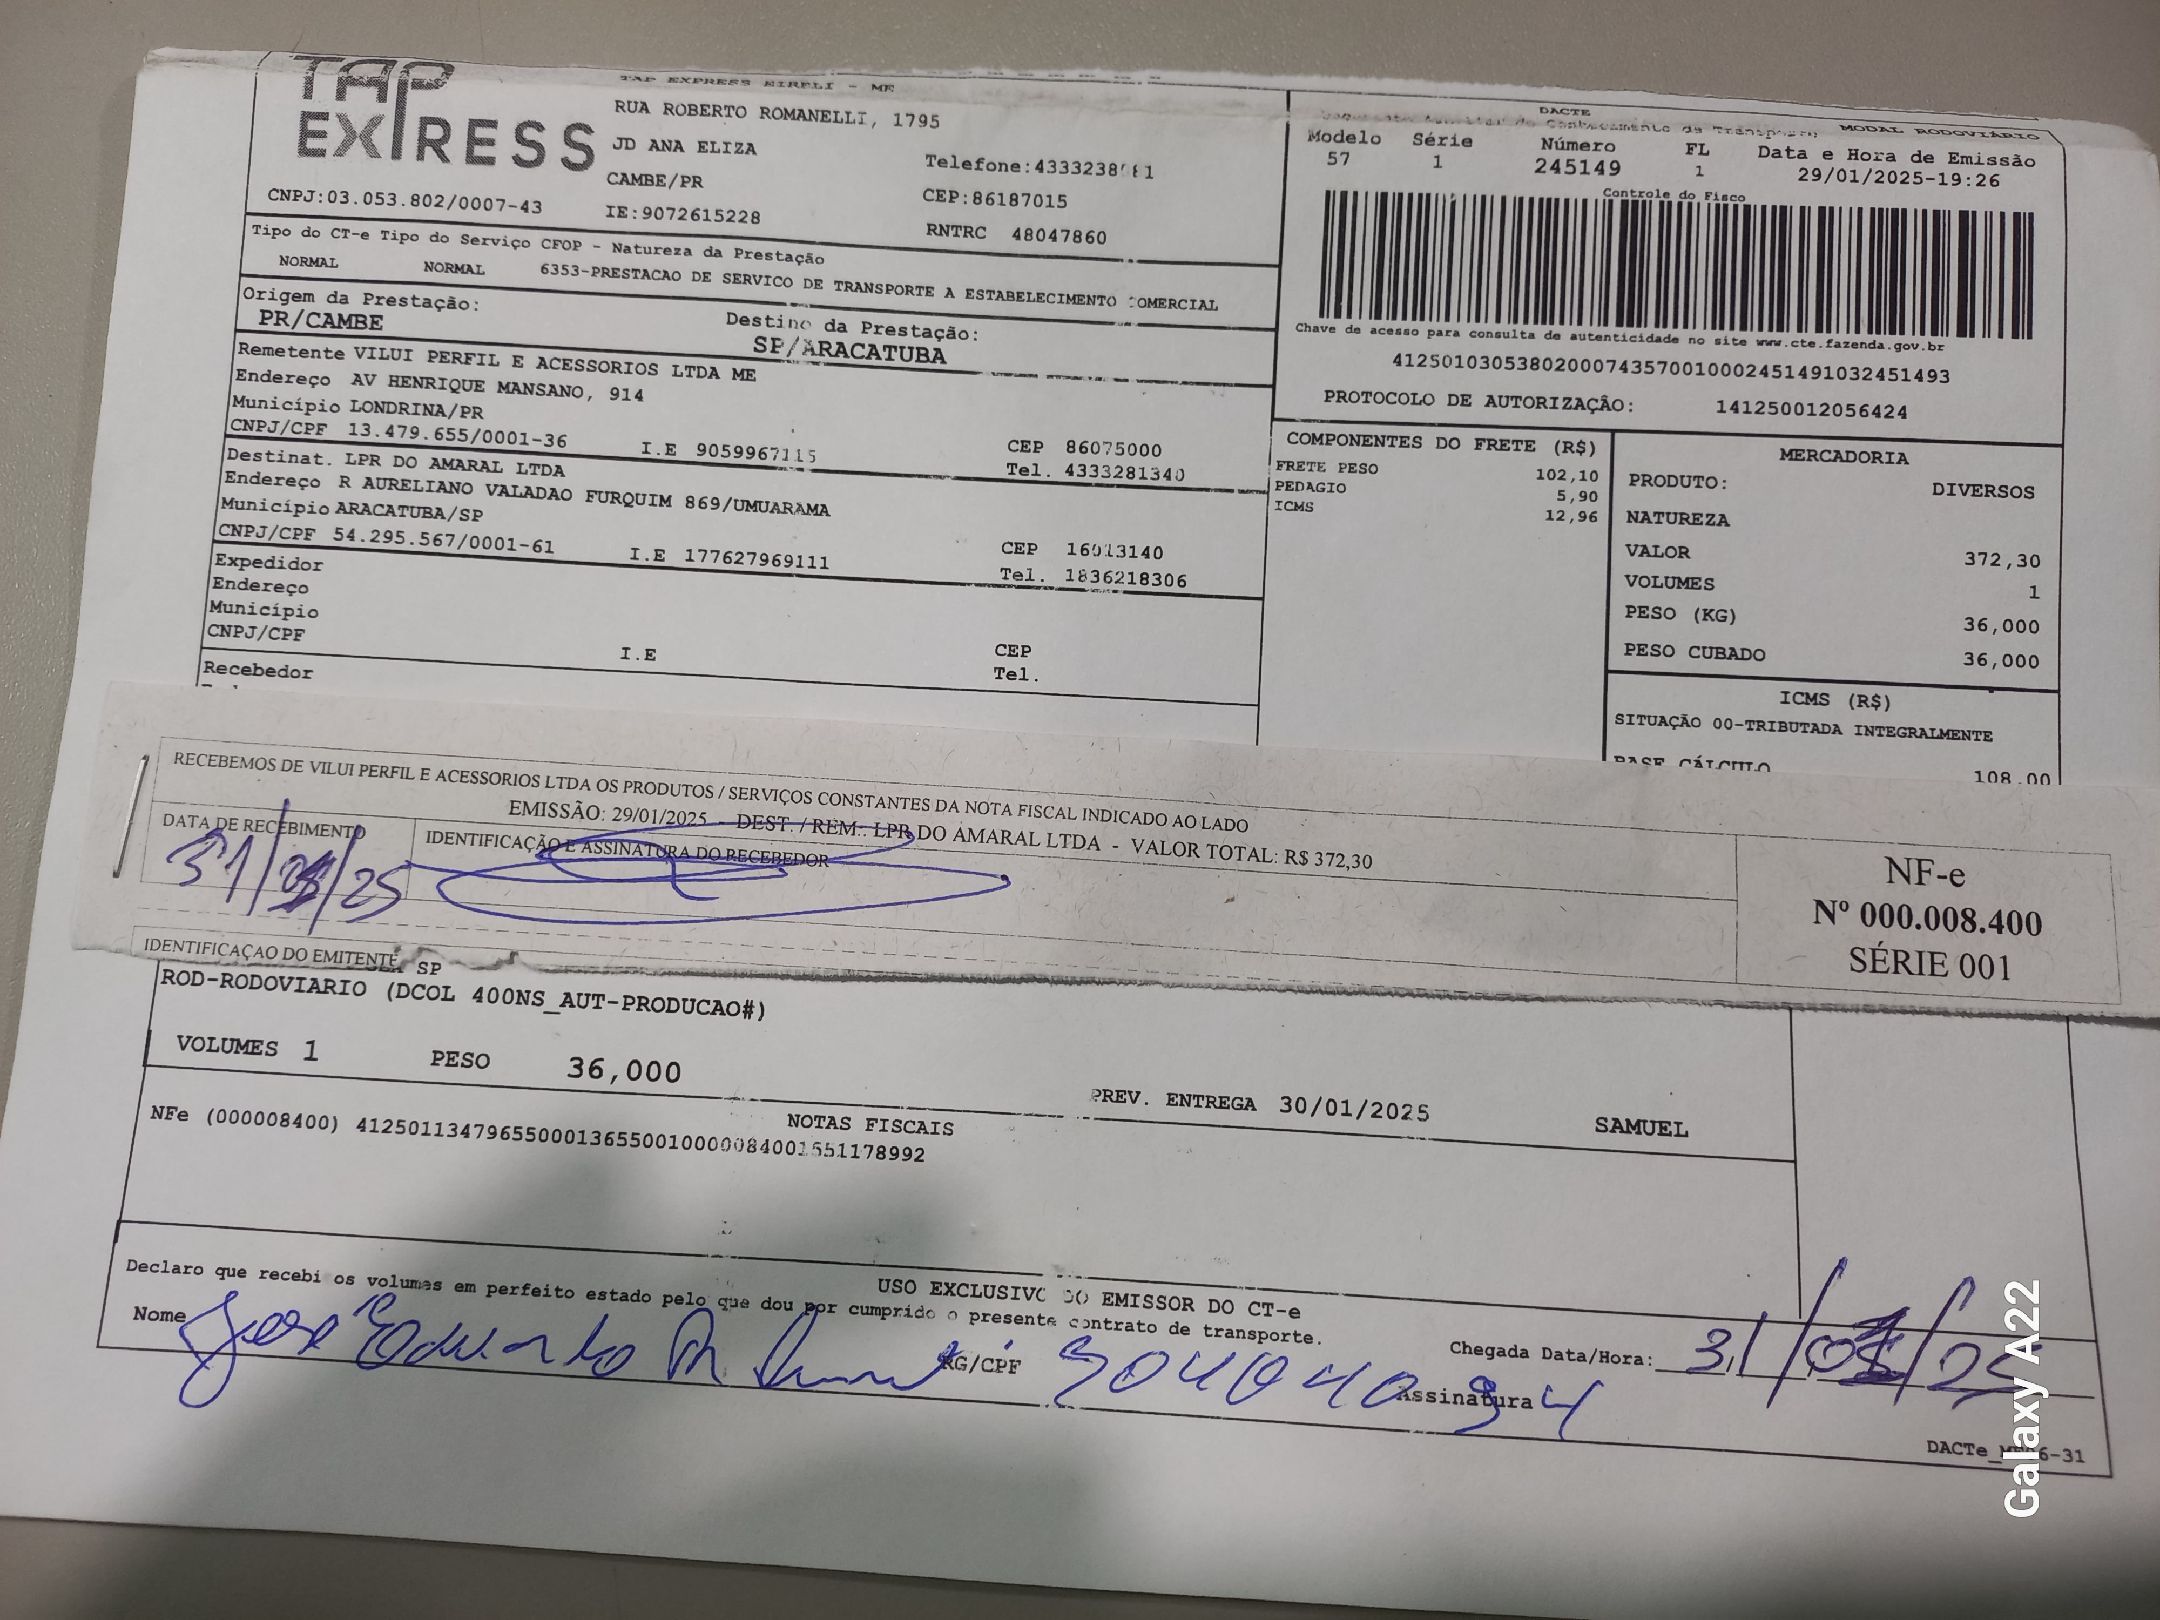 TAP EXPRESS
TAP EXPRESS EIRELI - ME
RUA ROBERTO ROMANELLI, 1795
JD ANA ELIZA
CAMBE/PR
IE:9072615228
CEP:86187015
RNTRC 48047860
CNPJ:03.053.802/0007-43
DACTE
MODAL RODOVIÁRIO
Modelo Série Número FL Data e Hora de Emissão
57 1 245149 1 29/01/2025-19:26
Controle do Fisco
Chave de acesso para consulta de autenticidade no site www.cte.fazenda.gov.br
41250103053802000743570010002451491032451493
PROTOCOLO DE AUTORIZAÇÃO: 141250012056424
Tipo do CT-e Tipo do Serviço CFOP - Natureza da Prestação
NORMAL NORMAL 6353-PRESTACAO DE SERVICO DE TRANSPORTE A ESTABELECIMENTO COMERCIAL
Origem da Prestação: Destino da Prestação:
PR/CAMBE SP/ARACATUBA
Remetente VILUI PERFIL E ACESSORIOS LTDA ME
Endereço AV HENRIQUE MANSANO, 914
Município LONDRINA/PR CEP 86075000
CNPJ/CPF 13.479.655/0001-36 I.E 9059967115 Tel. 4333281340
Destinat. LPR DO AMARAL LTDA
Endereço R AURELIANO VALADAO FURQUIM 869/UMUARAMA
Município ARACATUBA/SP CEP 16013140
CNPJ/CPF 54.295.567/0001-61 I.E 177627969111 Tel. 1836218306
Expedidor
Endereço
Município CEP
CNPJ/CPF I.E Tel.
Recebedor
COMPONENTES DO FRETE (R$)
FRETE PESO 102,10
PEDAGIO 5,90
ICMS 12,96
MERCADORIA
PRODUTO: DIVERSOS
NATUREZA
VALOR 372,30
VOLUMES 1
PESO (KG) 36,000
PESO CUBADO 36,000
ICMS (R$)
SITUAÇÃO 00-TRIBUTADA INTEGRALMENTE
BASE CÁLCULO 108,00
RECEBEMOS DE VILUI PERFIL E ACESSORIOS LTDA OS PRODUTOS / SERVIÇOS CONSTANTES DA NOTA FISCAL INDICADO AO LADO
EMISSÃO: 29/01/2025 - DEST. / REM.: LPR DO AMARAL LTDA - VALOR TOTAL: R$ 372,30
DATA DE RECEBIMENTO IDENTIFICAÇÃO E ASSINATURA DO RECEBEDOR
NF-e
Nº 000.008.400
SÉRIE 001
IDENTIFICAÇAO DO EMITENTE
SP
ROD-RODOVIARIO (DCOL 400NS_AUT-PRODUCAO#)
VOLUMES 1 PESO 36,000 PREV. ENTREGA 30/01/2025 SAMUEL
NOTAS FISCAIS
NFe (000008400) 41250113479655000136550010000084001551178992
USO EXCLUSIVO DO EMISSOR DO CT-e
Declaro que recebi os volumes em perfeito estado pelo que dou por cumprido o presente contrato de transporte.
Nome Jose Eduardo RG/CPF
Chegada Data/Hora:
Assinatura
Galaxy A22